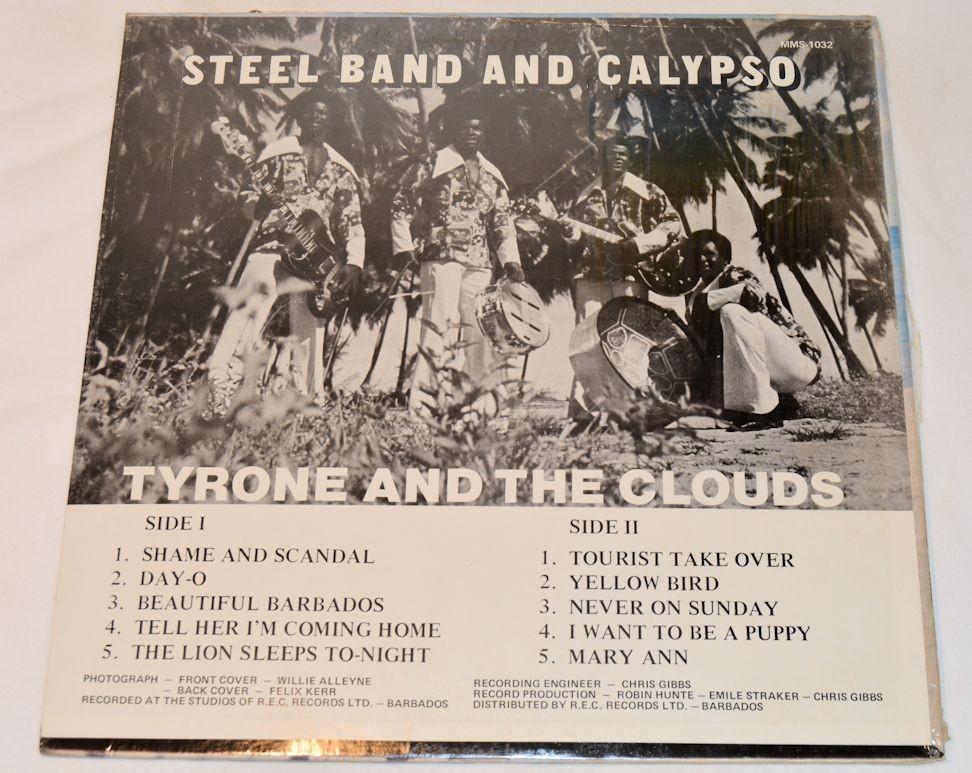 MMS-1032
STEEL BAND AND CALYPSO
TYRONE AND THE CLOUDS
SIDE I
1. SHAME AND SCANDAL
2. DAY-O
3. BEAUTIFUL BARBADOS
4. TELL HER I'M COMING HOME
5. THE LION SLEEPS TO-NIGHT
SIDE II
1. TOURIST TAKE OVER
2. YELLOW BIRD
3. NEVER ON SUNDAY
4. I WANT TO BE A PUPPY
5. MARY ANN
PHOTOGRAPH – FRONT COVER – WILLIE ALLEYNE
– BACK COVER – FELIX KERR
RECORDED AT THE STUDIOS OF R.E.C. RECORDS LTD. – BARBADOS
RECORDING ENGINEER – CHRIS GIBBS
RECORD PRODUCTION – ROBIN HUNTE – EMILE STRAKER – CHRIS GIBBS
DISTRIBUTED BY R.E.C. RECORDS LTD. – BARBADOS